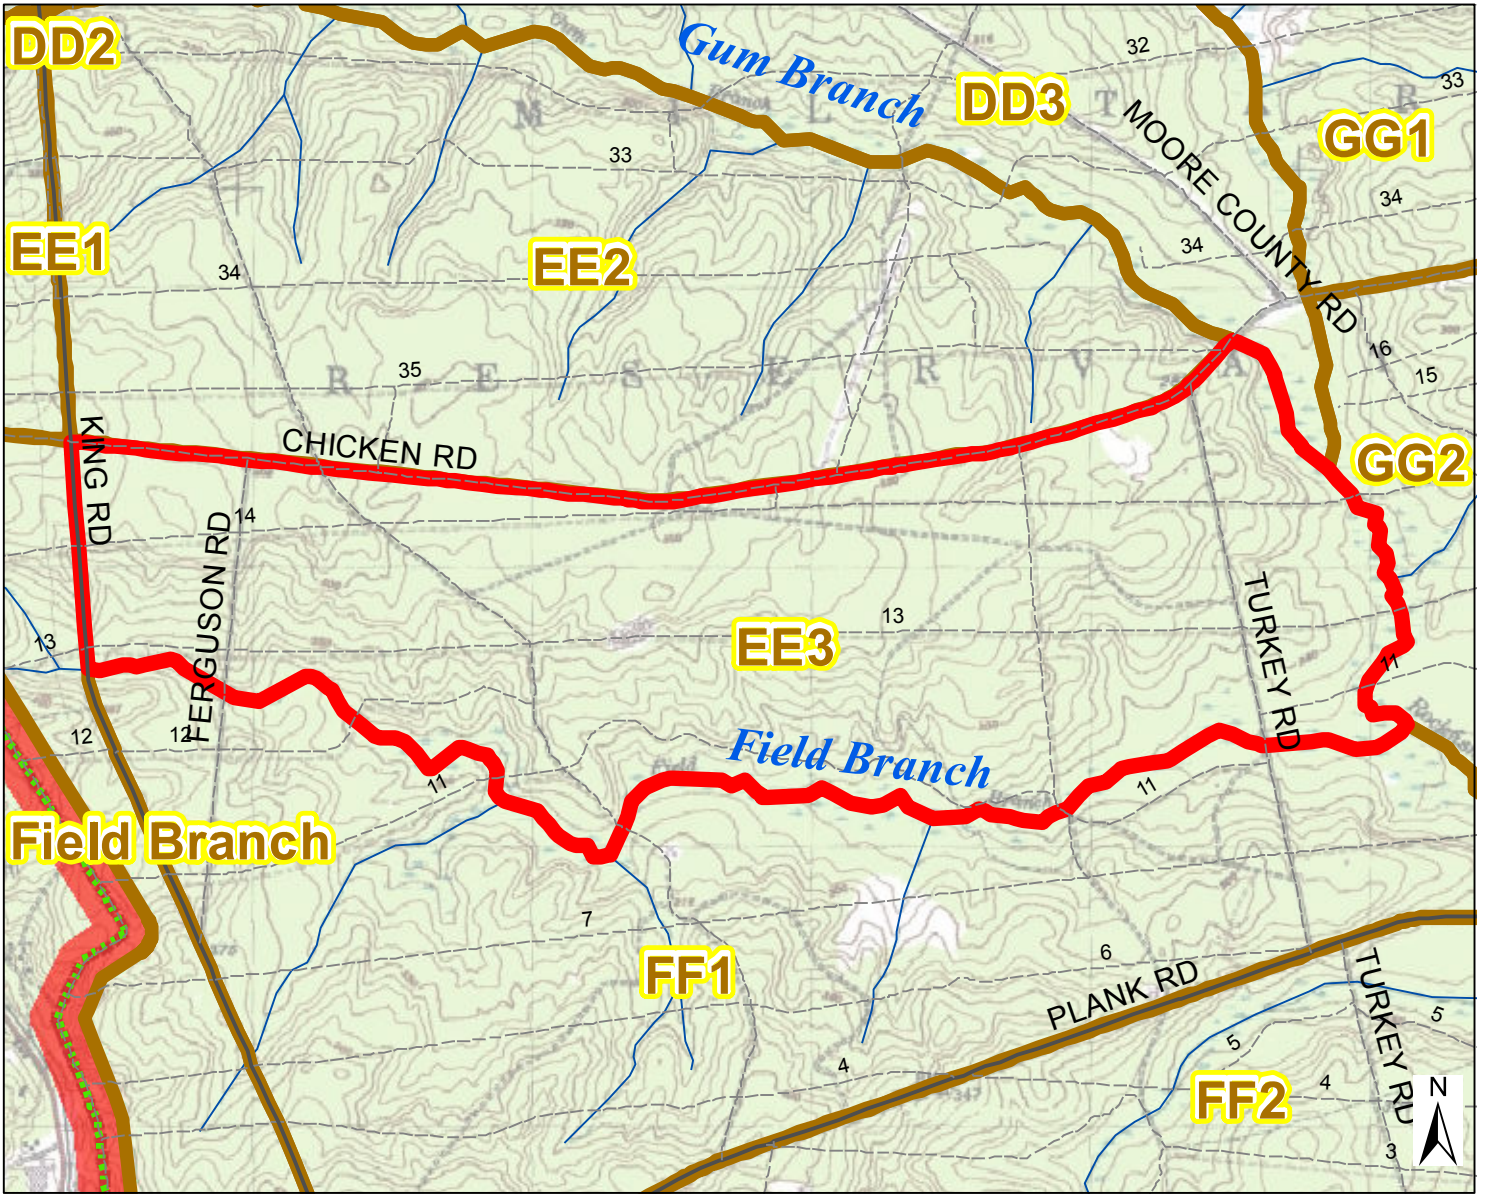 DD2
Gum Branch
32
DD3
33
M I L I T A R
MOORE COUNTY RD
GG1
33
34
EE1
EE2
34
34
35
R E S E R V A
16
15
KING RD
CHICKEN RD
GG2
14
FERGUSON RD
13
13
EE3
TURKEY RD
11
12
12
Field Branch
11
11
Field Branch
7
FF1
6
PLANK RD
TURKEY RD
5
5
4
4
FF2
3
N